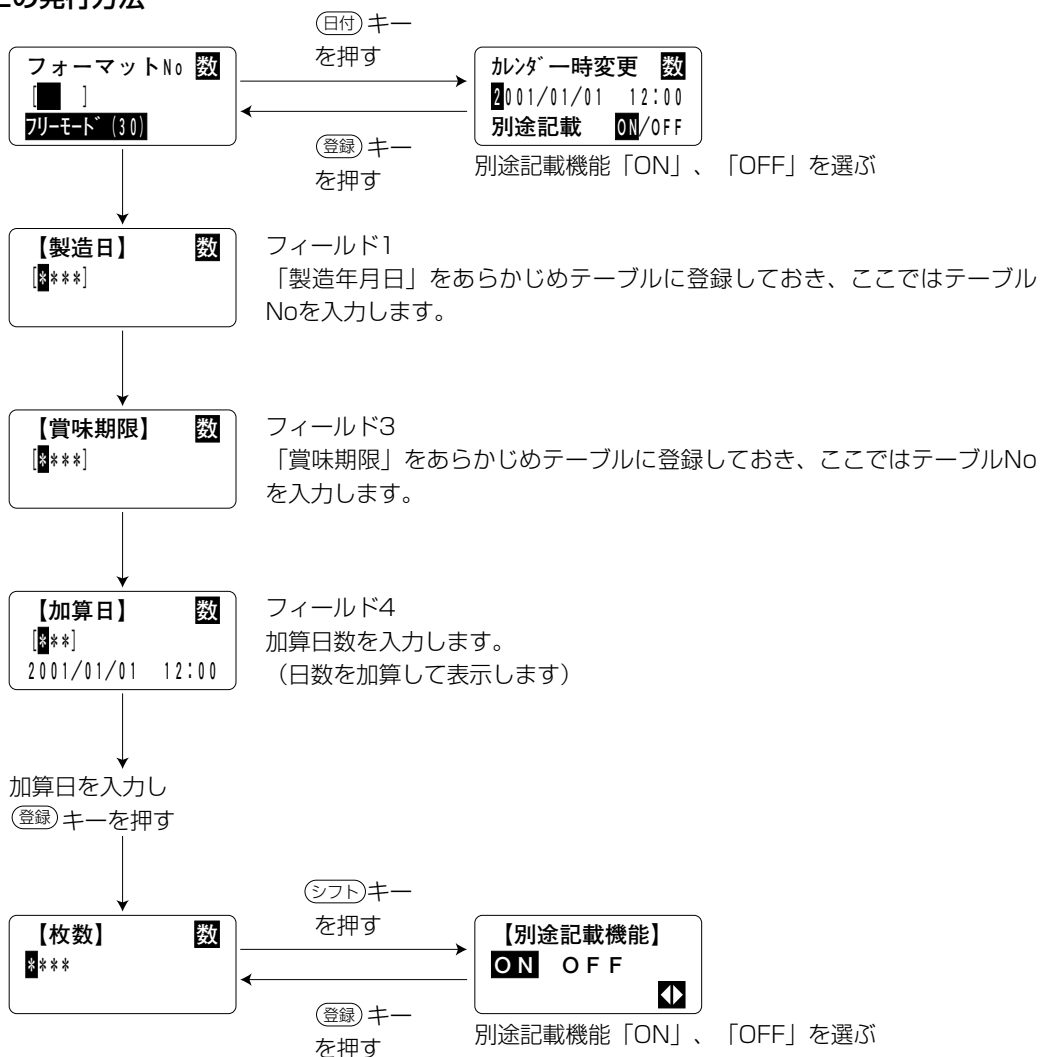 の発行方法
日付 キー
を押す
フォーマットNo 数
[ ]
フリーモード(30)
カレンダ一時変更 数
2001/01/01 12:00
別途記載 ON/OFF
登録 キー
を押す
別途記載機能「ON」、「OFF」を選ぶ
【製造日】 数
[****]
フィールド1
「製造年月日」をあらかじめテーブルに登録しておき、ここではテーブル
Noを入力します。
【賞味期限】 数
[****]
フィールド3
「賞味期限」をあらかじめテーブルに登録しておき、ここではテーブルNo
を入力します。
【加算日】 数
[***]
2001/01/01 12:00
フィールド4
加算日数を入力します。
（日数を加算して表示します）
加算日を入力し
登録 キーを押す
シフト キー
を押す
【枚数】 数
****
【別途記載機能】
ON OFF
登録 キー
を押す
別途記載機能「ON」、「OFF」を選ぶ